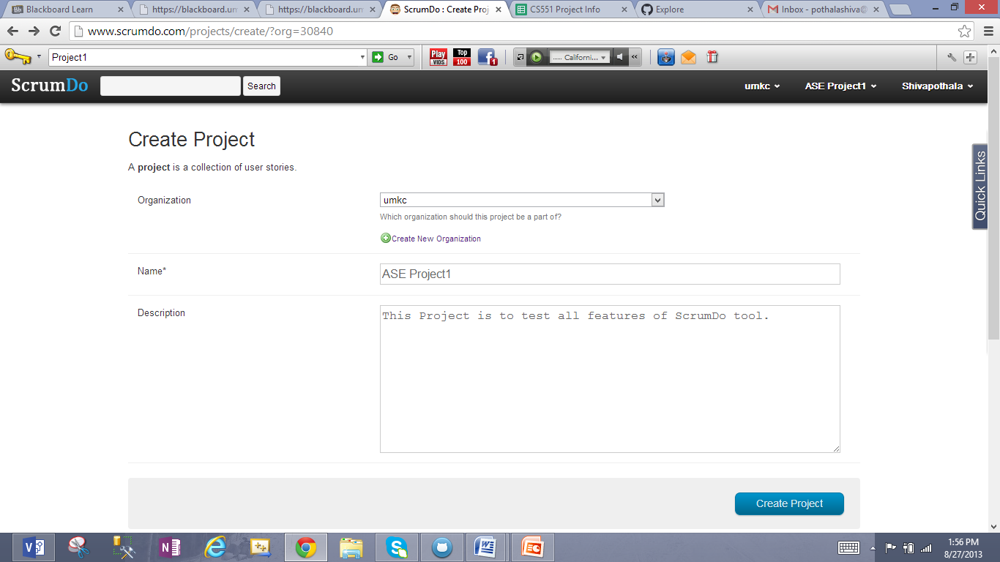 Blackboard Learn
https://blackboard.um
https://blackboard.um
ScrumDo : Create Proj
CS551 Project Info
Explore
Inbox - pothalashiva@
www.scrumdo.com/projects/create/?org=30840
Project1
Go
Play VIDS
Top 100
1
..... Californi...
ScrumDo
Search
umkc
ASE Project1
Shivapothala
Create Project
A project is a collection of user stories.
Quick Links
Organization
umkc
Which organization should this project be a part of?
Create New Organization
Name*
ASE Project1
Description
This Project is to test all features of ScrumDo tool.
Create Project
1:56 PM
8/27/2013